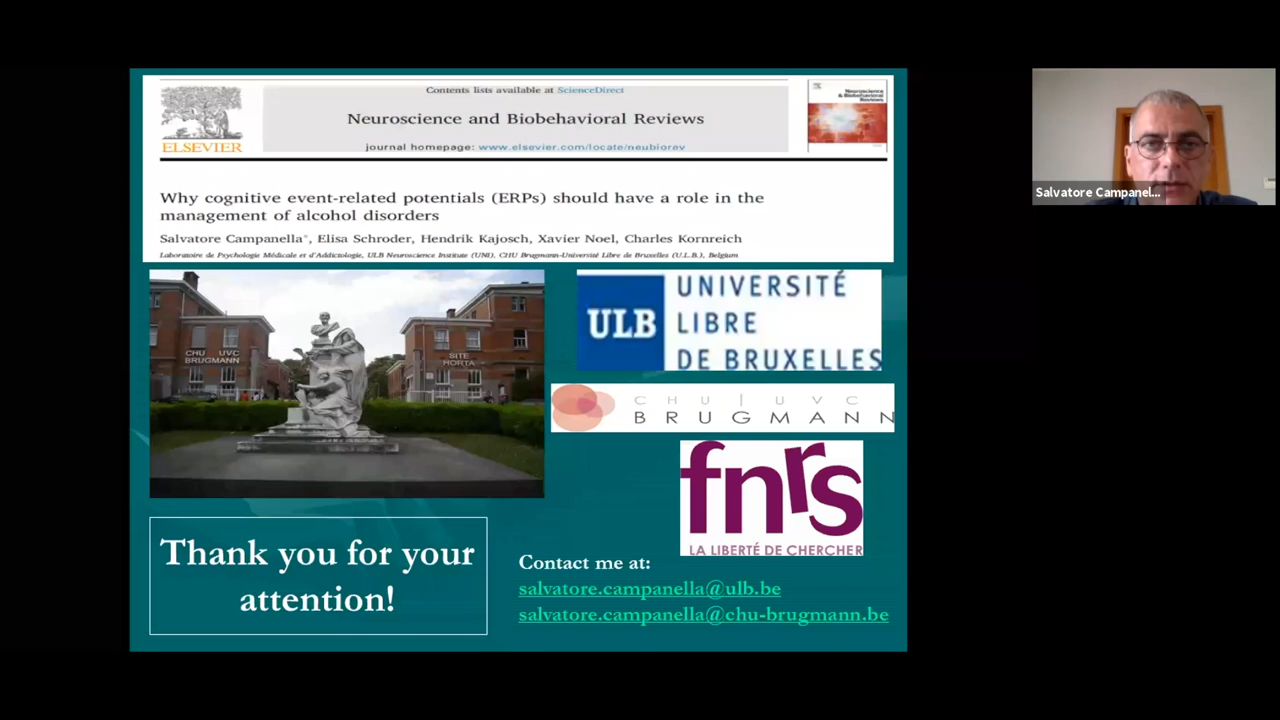 Contents lists available at ScienceDirect
Neuroscience and Biobehavioral Reviews
journal homepage: www.elsevier.com/locate/neubiorev
ELSEVIER
Neuroscience
& Biobehavioral
Reviews
Why cognitive event-related potentials (ERPs) should have a role in the
management of alcohol disorders
Salvatore Campanella*, Elisa Schroder, Hendrik Kajosch, Xavier Noel, Charles Kornreich
Laboratoire de Psychologie Médicale et d'Addictologie, ULB Neuroscience Institute (UNI), CHU Brugmann-Université Libre de Bruxelles (U.L.B.), Belgium
CHU UVC
BRUGMANN
SITE
HORTA
ULB
UNIVERSITÉ
LIBRE
DE BRUXELLES
CHU | UVC
BRUGMANN
fnrs
LA LIBERTÉ DE CHERCHER
Thank you for your
attention!
Contact me at:
salvatore.campanella@ulb.be
salvatore.campanella@chu-brugmann.be
Salvatore Campanel...